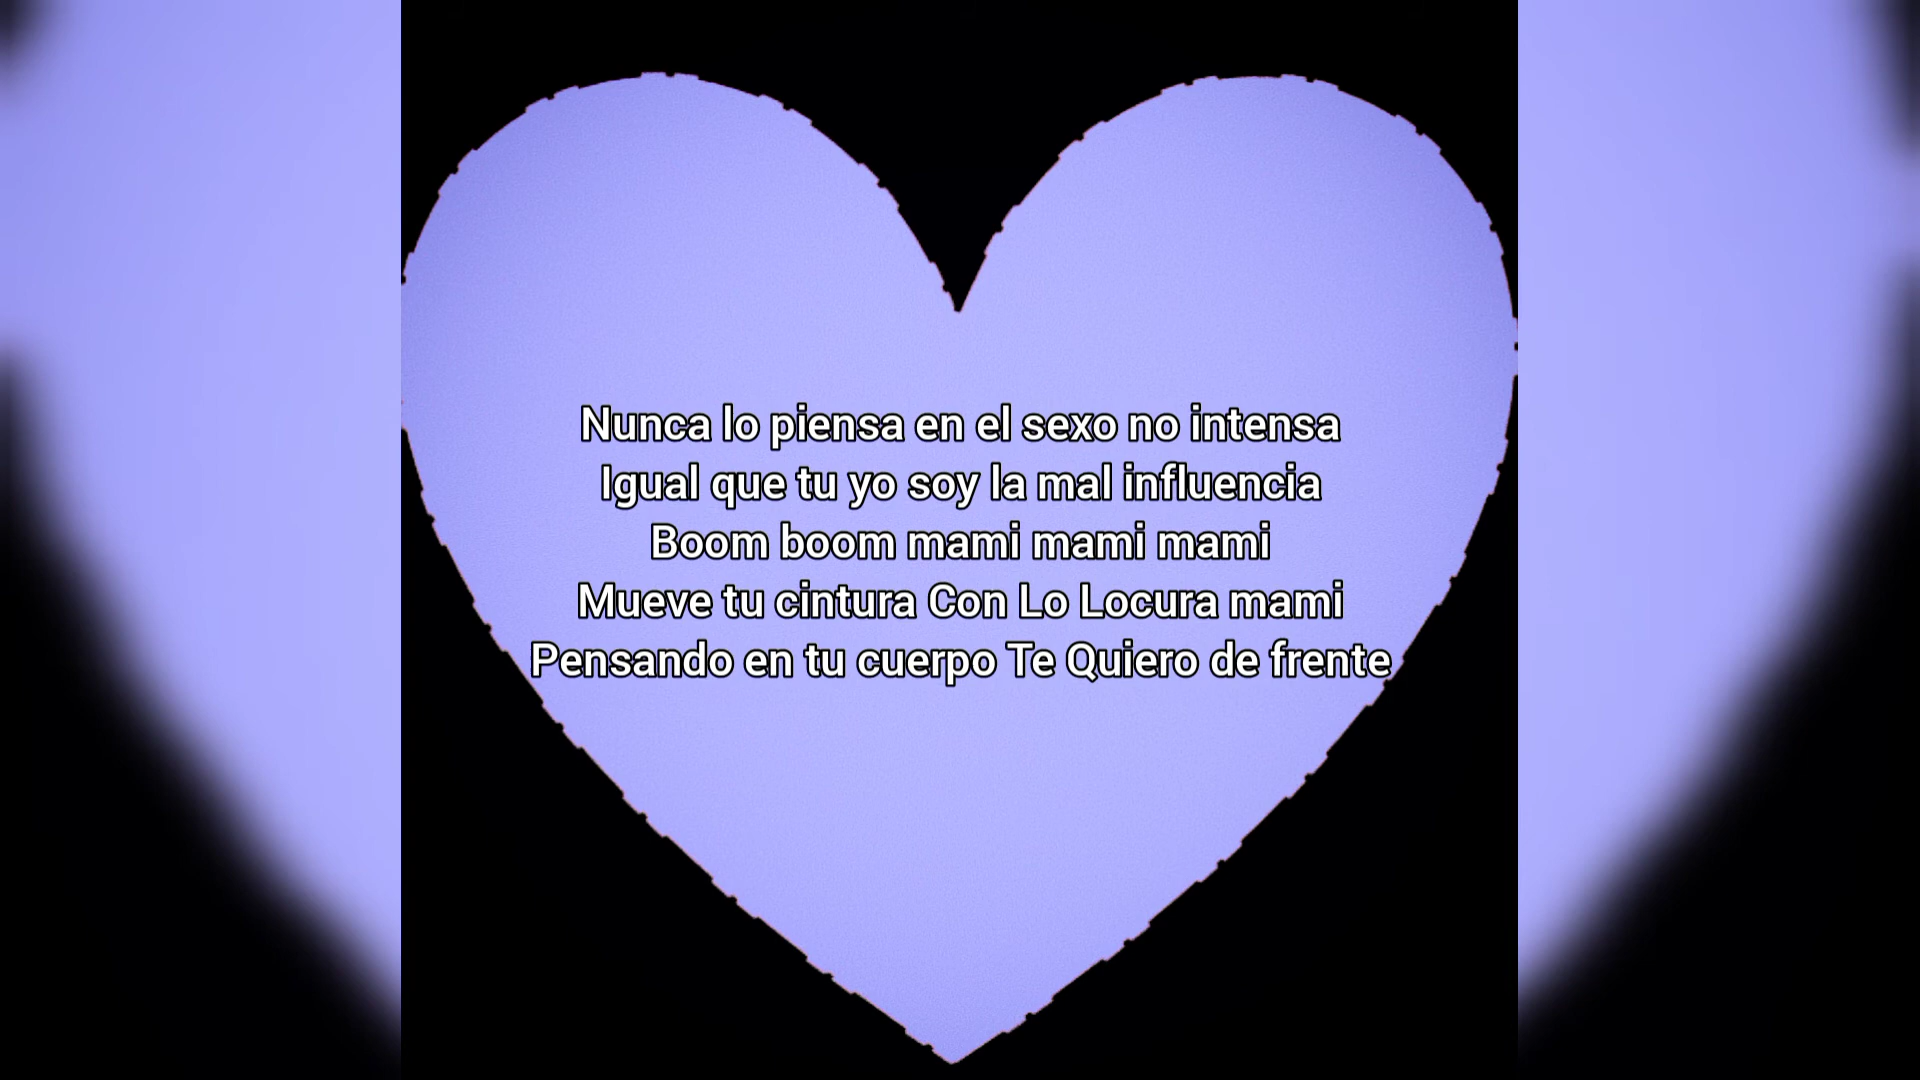 Nunca lo piensa en el sexo no intensa
Igual que tu yo soy la mal influencia
Boom boom mami mami mami
Mueve tu cintura Con Lo Locura mami
Pensando en tu cuerpo Te Quiero de frente